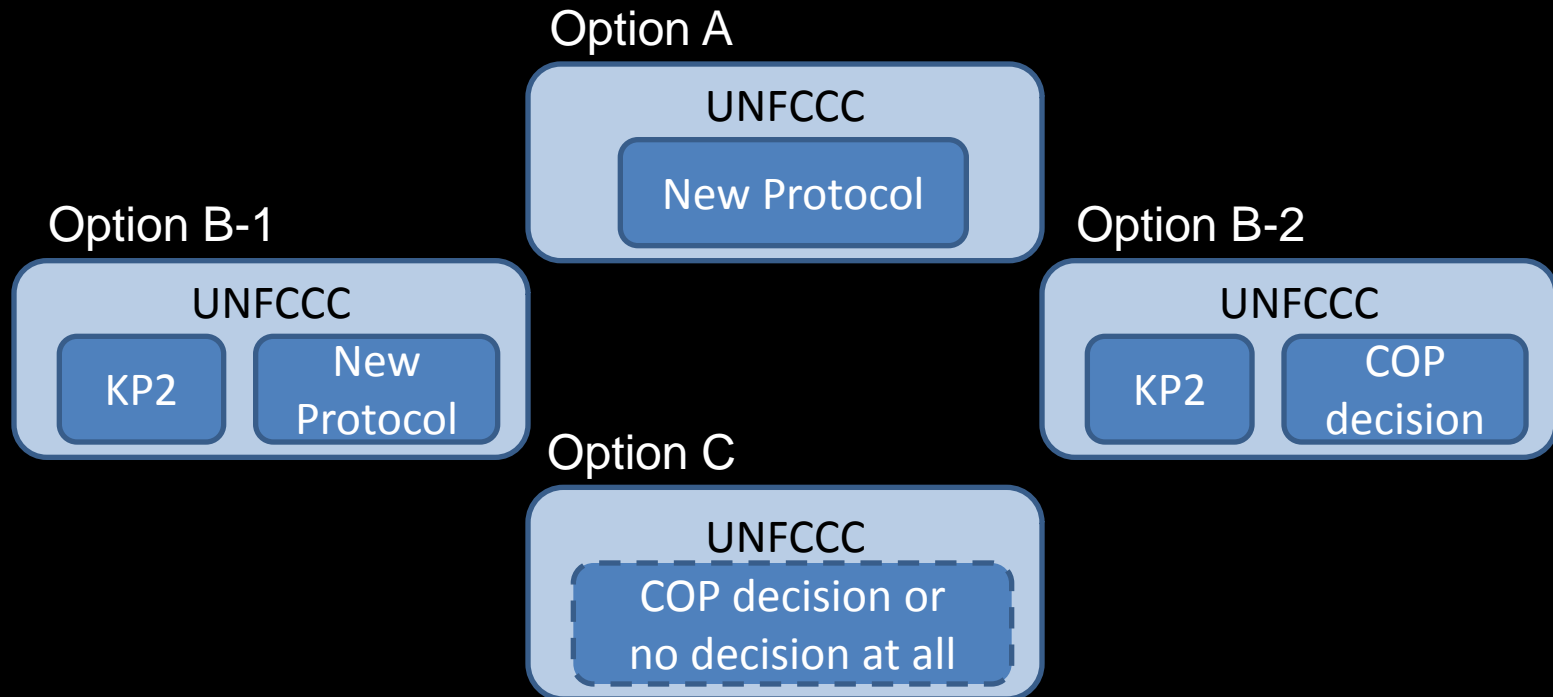 Option A
UNFCCC
New Protocol
Option B-1
UNFCCC
KP2
New
Protocol
Option B-2
UNFCCC
KP2
COP
decision
Option C
UNFCCC
COP decision or
no decision at all